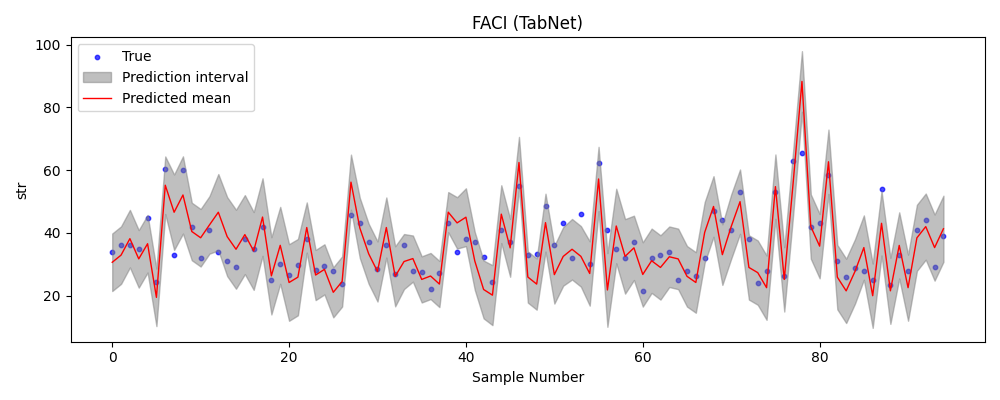 FACI (TabNet)
100
80
60
40
20
str
True
Prediction interval
Predicted mean
0
20
40
60
80
Sample Number